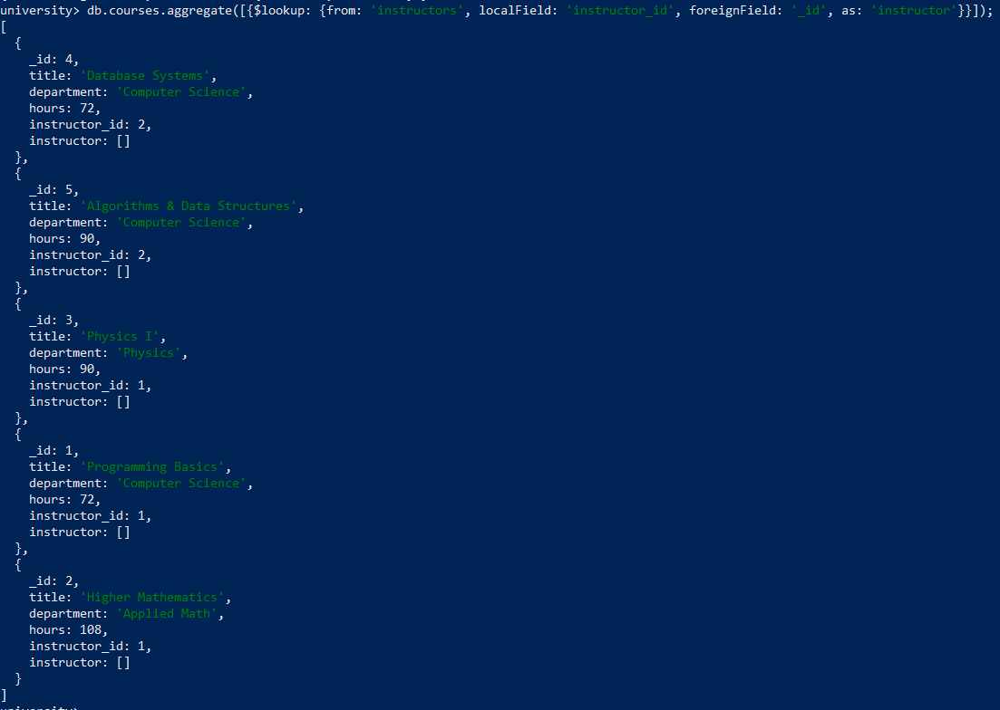 university> db.courses.aggregate([{$lookup: {from: 'instructors', localField: 'instructor_id', foreignField: '_id', as: 'instructor'}}]);
[
  {
    _id: 4,
    title: 'Database Systems',
    department: 'Computer Science',
    hours: 72,
    instructor_id: 2,
    instructor: []
  },
  {
    _id: 5,
    title: 'Algorithms & Data Structures',
    department: 'Computer Science',
    hours: 90,
    instructor_id: 2,
    instructor: []
  },
  {
    _id: 3,
    title: 'Physics I',
    department: 'Physics',
    hours: 90,
    instructor_id: 1,
    instructor: []
  },
  {
    _id: 1,
    title: 'Programming Basics',
    department: 'Computer Science',
    hours: 72,
    instructor_id: 1,
    instructor: []
  },
  {
    _id: 2,
    title: 'Higher Mathematics',
    department: 'Applied Math',
    hours: 108,
    instructor_id: 1,
    instructor: []
  }
]